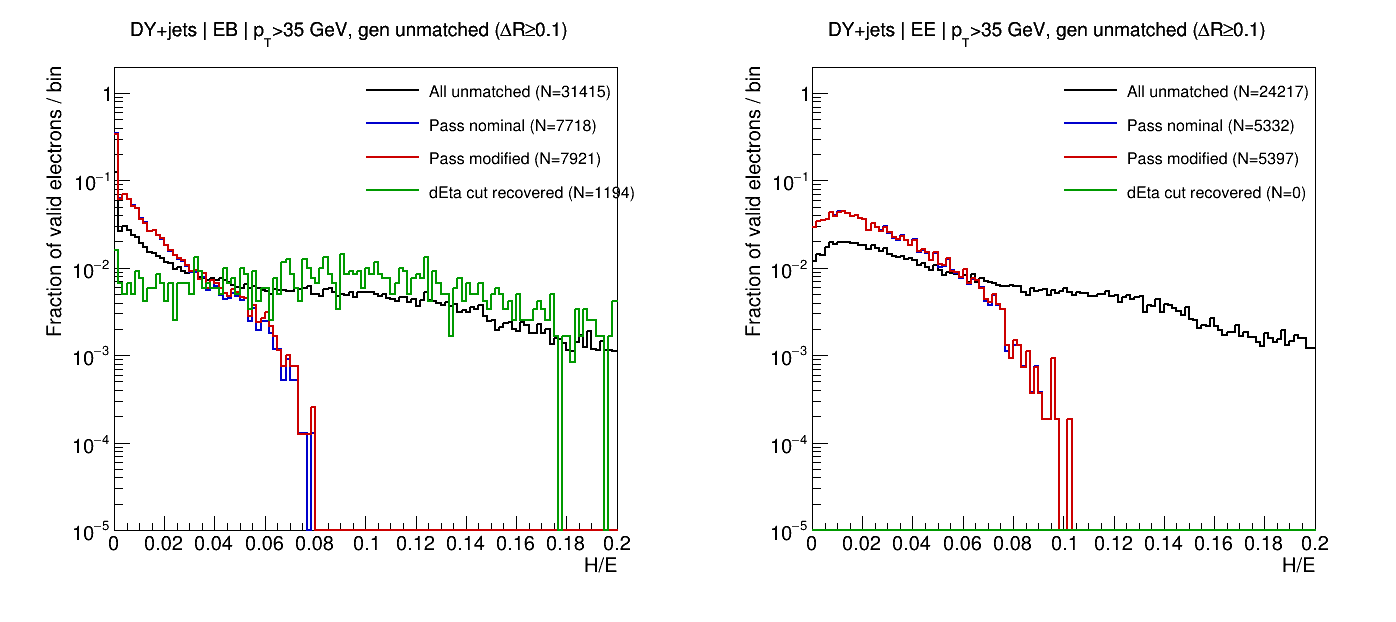 DY+jets | EB | pT>35 GeV, gen unmatched (ΔR≥0.1)
Fraction of valid electrons / bin
All unmatched (N=31415)
Pass nominal (N=7718)
Pass modified (N=7921)
dEta cut recovered (N=1194)
1
10−1
10−2
10−3
10−4
10−5
0 0.02 0.04 0.06 0.08 0.1 0.12 0.14 0.16 0.18 0.2
H/E
DY+jets | EE | pT>35 GeV, gen unmatched (ΔR≥0.1)
Fraction of valid electrons / bin
All unmatched (N=24217)
Pass nominal (N=5332)
Pass modified (N=5397)
dEta cut recovered (N=0)
1
10−1
10−2
10−3
10−4
10−5
0 0.02 0.04 0.06 0.08 0.1 0.12 0.14 0.16 0.18 0.2
H/E